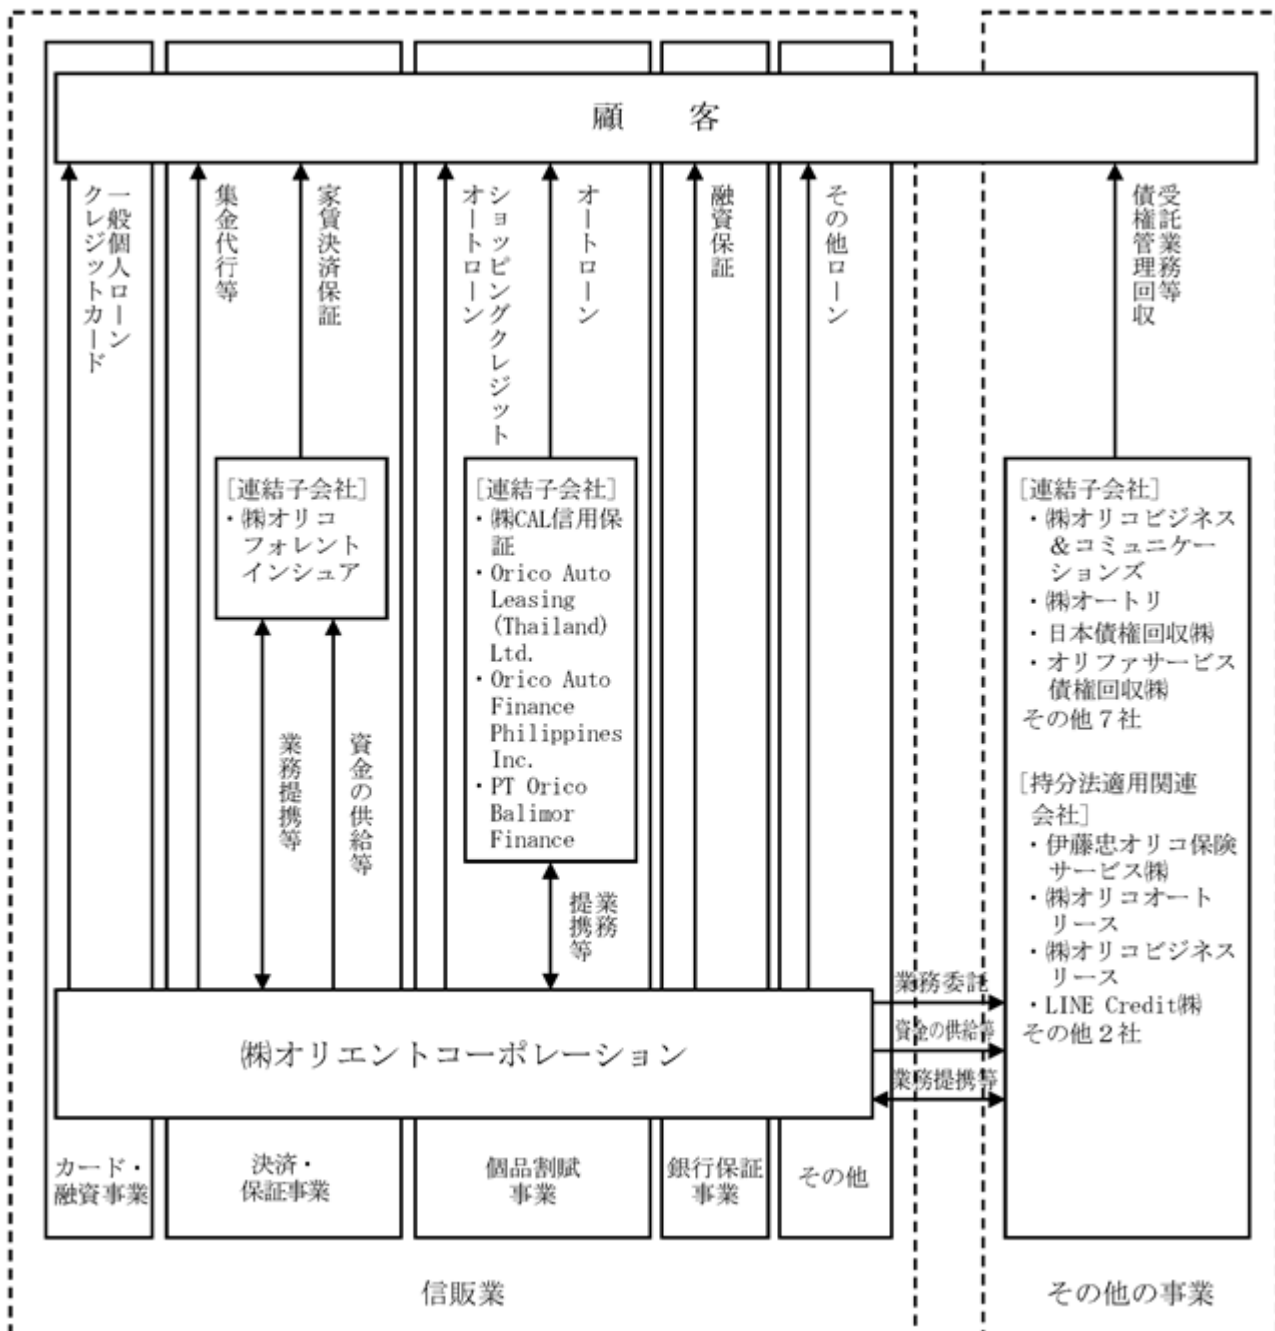 顧　客
一般個人ローン
クレジットカード
集金代行等
家賃決済保証
ショッピングクレジット
オートローン
オートローン
融資保証
その他ローン
受託業務等
債権管理回収
[連結子会社]
・㈱オリコ
フォレント
インシュア
[連結子会社]
・㈱CAL信用保
証
・Orico Auto
Leasing
(Thailand)
Ltd.
・Orico Auto
Finance
Philippines
Inc.
・PT Orico
Balimor
Finance
[連結子会社]
・㈱オリコビジネス
＆コミュニケー
ションズ
・㈱オートリ
・日本債権回収㈱
・オリファサービス
債権回収㈱
その他７社
[持分法適用関連
会社]
・伊藤忠オリコ保険
サービス㈱
・㈱オリコオート
リース
・㈱オリコビジネス
リース
・LINE Credit㈱
その他２社
業務提携等
資金の供給等
業務
提携等
業務委託
資金の供給等
業務提携等
㈱オリエントコーポレーション
カード・
融資事業
決済・
保証事業
個品割賦
事業
銀行保証
事業
その他
信販業
その他の事業